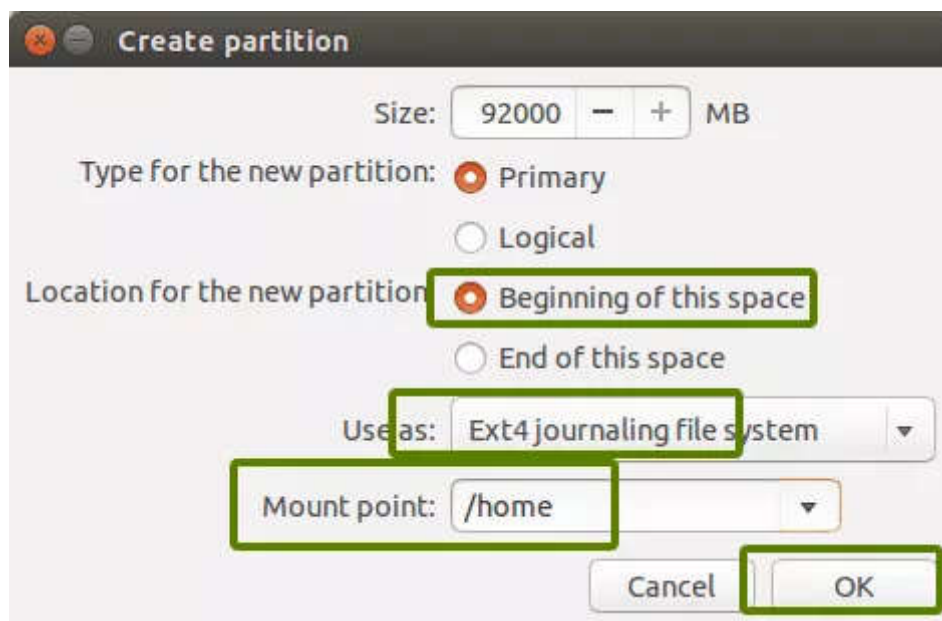 Create partition
Size: 92000 − + MB
Type for the new partition: Primary
Logical
Location for the new partition Beginning of this space
End of this space
Use as: Ext4 journaling file system
Mount point: /home
Cancel OK